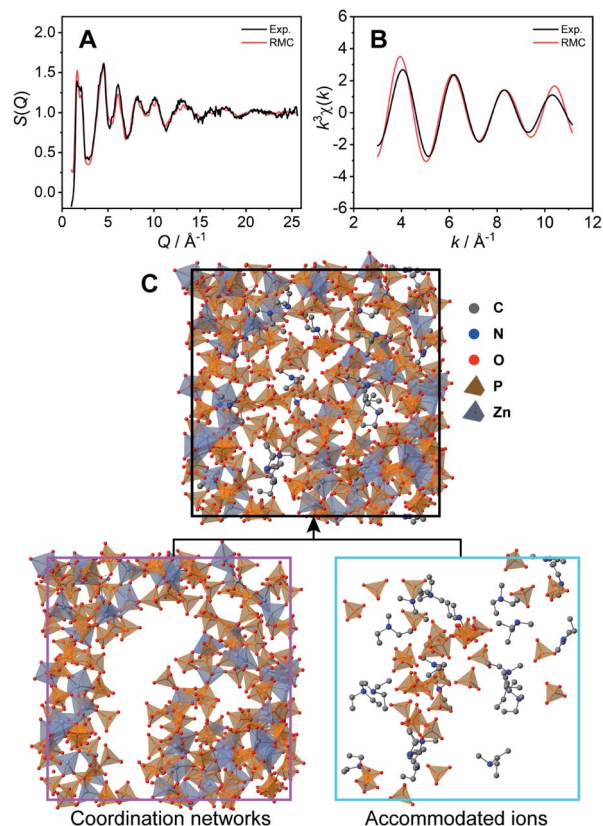 A
Exp.
RMC
S(Q)
2.0
1.5
1.0
0.5
0.0
0
5
10
15
20
25
Q / Å⁻¹
B
Exp.
RMC
k³χ(k)
6
4
2
0
-2
-4
-6
2
4
6
8
10
12
k / Å⁻¹
C
C
N
O
P
Zn
Coordination networks
Accommodated ions